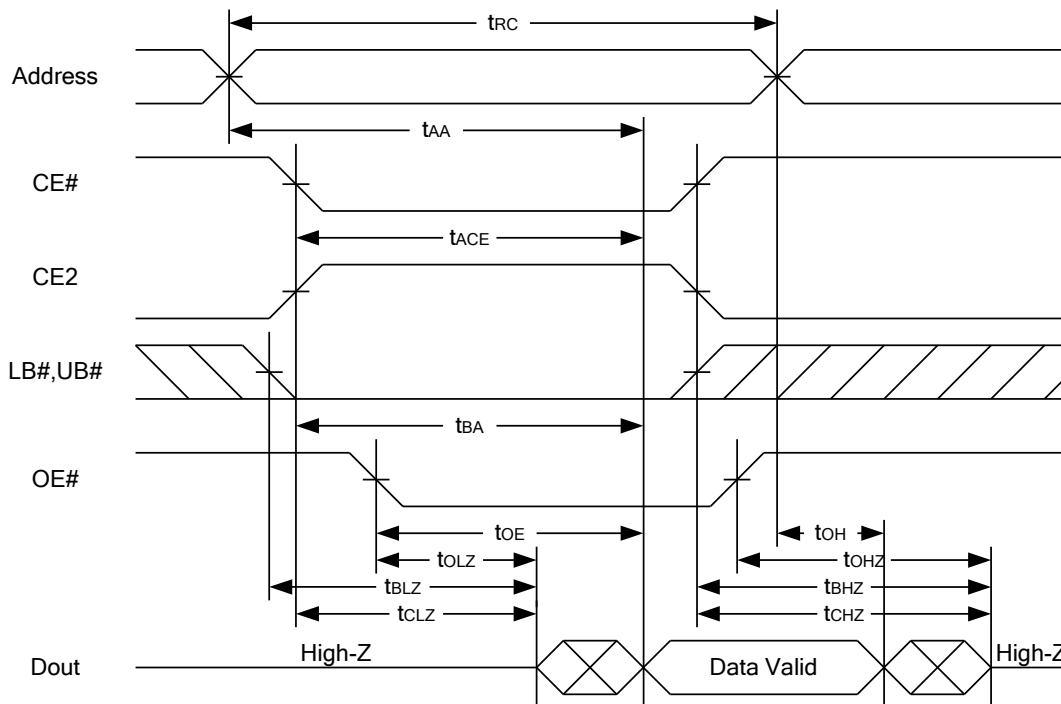 tRC
Address
tAA
CE#
tACE
CE2
LB#,UB#
tBA
OE#
tOE
tOH
tOLZ
tOHZ
tBLZ
tBHZ
tCLZ
tCHZ
Dout
High-Z
Data Valid
High-Z